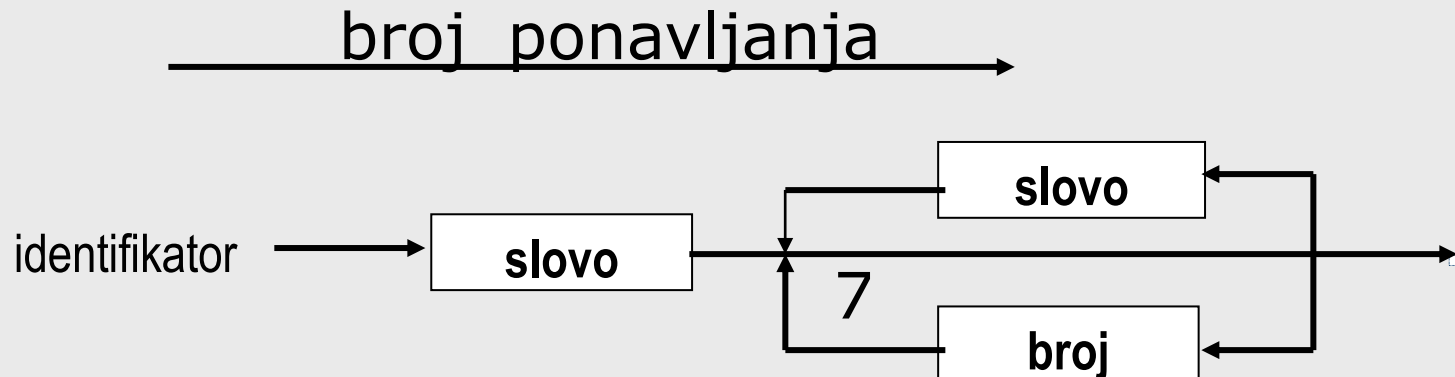 broj ponavljanja
slovo
identifikator
slovo
7
broj